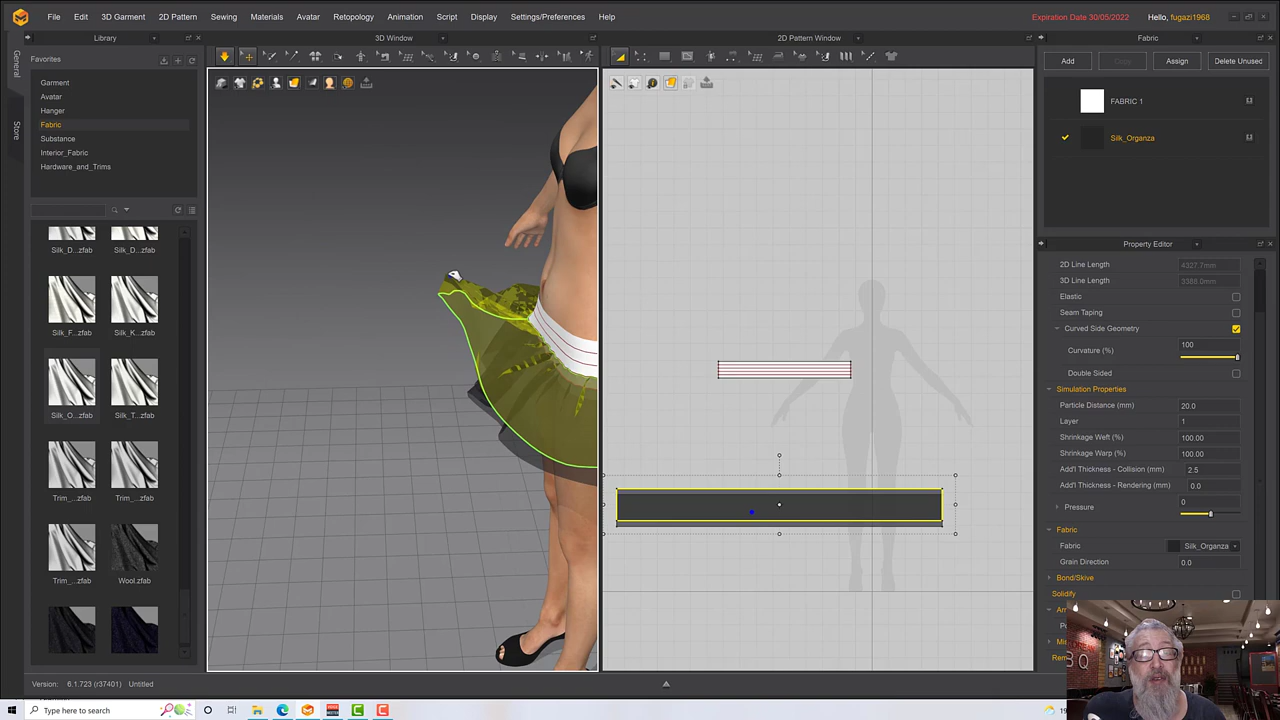 File Edit 3D Garment 2D Pattern Sewing Materials Avatar Retopology Animation Script Display Settings/Preferences Help
Expiration Date 30/05/2022 Hello, fugazi1968
Library
3D Window
2D Pattern Window
Fabric
General
Store
Favorites
Garment
Avatar
Hanger
Fabric
Substance
Interior_Fabric
Hardware_and_Trims
Silk_D...zfab Silk_D...zfab
Silk_F...zfab Silk_K...zfab
Silk_O...zfab Silk_T...zfab
Trim_...zfab Trim_...zfab
Trim_...zfab Wool.zfab
Add Copy Assign Delete Unused
FABRIC 1
Silk_Organza
Property Editor
2D Line Length 4327.7mm
3D Line Length 3380.0mm
Elastic
Seam Taping
Curved Side Geometry
Curvature (%) 100
Double Sided
Simulation Properties
Particle Distance (mm) 20.0
Layer 1
Shrinkage Weft (%) 100.00
Shrinkage Warp (%) 100.00
Add'l Thickness - Collision (mm) 2.5
Add'l Thickness - Rendering (mm) 0.0
Pressure 0
Fabric
Fabric Silk_Organza
Grain Direction 0.0
Bond/Skive
Solidify
Version: 6.1.723 (r37401) Untitled
Type here to search